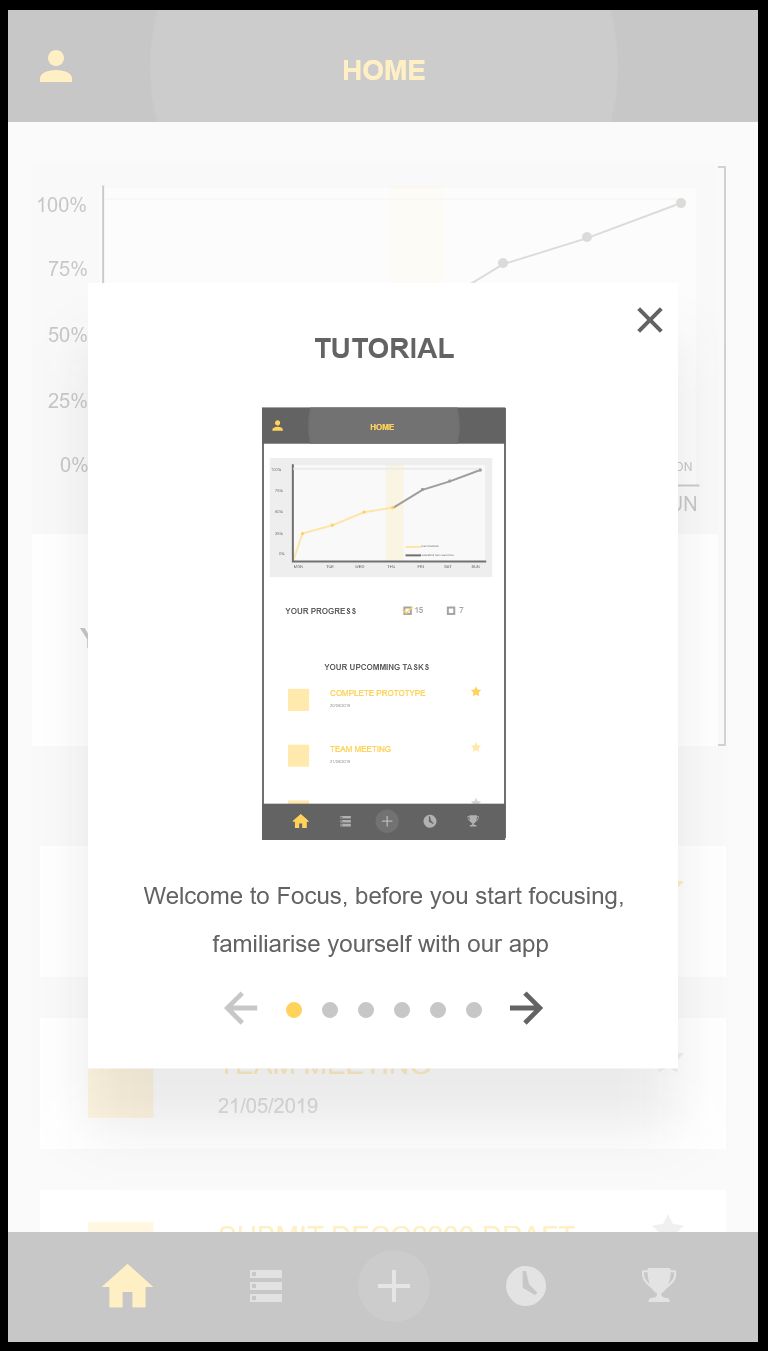 HOME
100%
75%
50%
25%
0%
TUTORIAL
HOME
100%
75%
50%
25%
0%
MON TUE WED THU FRI SAT SUN
YOUR PROGRESS 15 7
YOUR UPCOMMING TASKS
COMPLETE PROTOTYPE
20/05/2019
TEAM MEETING
21/05/2019
Welcome to Focus, before you start focusing,
familiarise yourself with our app
TEAM MEETING
21/05/2019